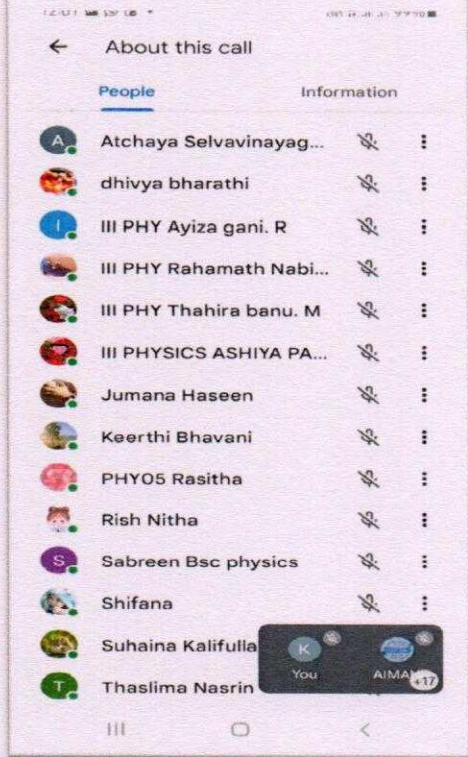 12:01
About this call
People Information
A Atchaya Selvavinayag...
dhivya bharathi
I III PHY Ayiza gani. R
III PHY Rahamath Nabi...
III PHY Thahira banu. M
III PHYSICS ASHIYA PA...
Jumana Haseen
Keerthi Bhavani
PHY05 Rasitha
Rish Nitha
S Sabreen Bsc physics
Shifana
Suhaina Kalifulla
K
You AIMA +17
T Thaslima Nasrin